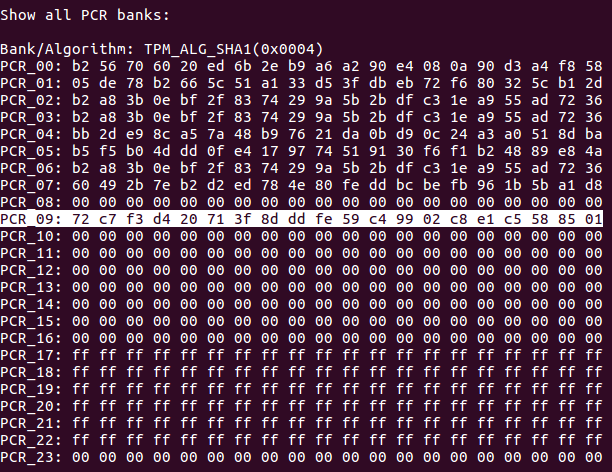 Show all PCR banks:
Bank/Algorithm: TPM_ALG_SHA1(0x0004)
PCR_00: b2 56 70 60 20 ed 6b 2e b9 a6 a2 90 e4 08 0a 90 d3 a4 f8 58
PCR_01: 05 de 78 b2 66 5c 51 a1 33 d5 3f db eb 72 f6 80 32 5c b1 2d
PCR_02: b2 a8 3b 0e bf 2f 83 74 29 9a 5b 2b df c3 1e a9 55 ad 72 36
PCR_03: b2 a8 3b 0e bf 2f 83 74 29 9a 5b 2b df c3 1e a9 55 ad 72 36
PCR_04: bb 2d e9 8c a5 7a 48 b9 76 21 da 0b d9 0c 24 a3 a0 51 8d ba
PCR_05: b5 f5 b0 4d d0 0f e4 17 97 74 51 91 30 f6 f1 b2 48 89 e8 4a
PCR_06: b2 a8 3b 0e bf 2f 83 74 29 9a 5b 2b df c3 1e a9 55 ad 72 36
PCR_07: 60 49 2b 7e b2 d2 ed 78 4e 80 fe dd bc be fb 96 1b 5b a1 d8
PCR_08: 00 00 00 00 00 00 00 00 00 00 00 00 00 00 00 00 00 00 00 00
PCR_09: 72 c7 f3 d4 20 71 3f 8d dd fe 59 c4 99 02 c8 e1 c5 58 85 01
PCR_10: 00 00 00 00 00 00 00 00 00 00 00 00 00 00 00 00 00 00 00 00
PCR_11: 00 00 00 00 00 00 00 00 00 00 00 00 00 00 00 00 00 00 00 00
PCR_12: 00 00 00 00 00 00 00 00 00 00 00 00 00 00 00 00 00 00 00 00
PCR_13: 00 00 00 00 00 00 00 00 00 00 00 00 00 00 00 00 00 00 00 00
PCR_14: 00 00 00 00 00 00 00 00 00 00 00 00 00 00 00 00 00 00 00 00
PCR_15: 00 00 00 00 00 00 00 00 00 00 00 00 00 00 00 00 00 00 00 00
PCR_16: 00 00 00 00 00 00 00 00 00 00 00 00 00 00 00 00 00 00 00 00
PCR_17: ff ff ff ff ff ff ff ff ff ff ff ff ff ff ff ff ff ff ff ff
PCR_18: ff ff ff ff ff ff ff ff ff ff ff ff ff ff ff ff ff ff ff ff
PCR_19: ff ff ff ff ff ff ff ff ff ff ff ff ff ff ff ff ff ff ff ff
PCR_20: ff ff ff ff ff ff ff ff ff ff ff ff ff ff ff ff ff ff ff ff
PCR_21: ff ff ff ff ff ff ff ff ff ff ff ff ff ff ff ff ff ff ff ff
PCR_22: ff ff ff ff ff ff ff ff ff ff ff ff ff ff ff ff ff ff ff ff
PCR_23: 00 00 00 00 00 00 00 00 00 00 00 00 00 00 00 00 00 00 00 00